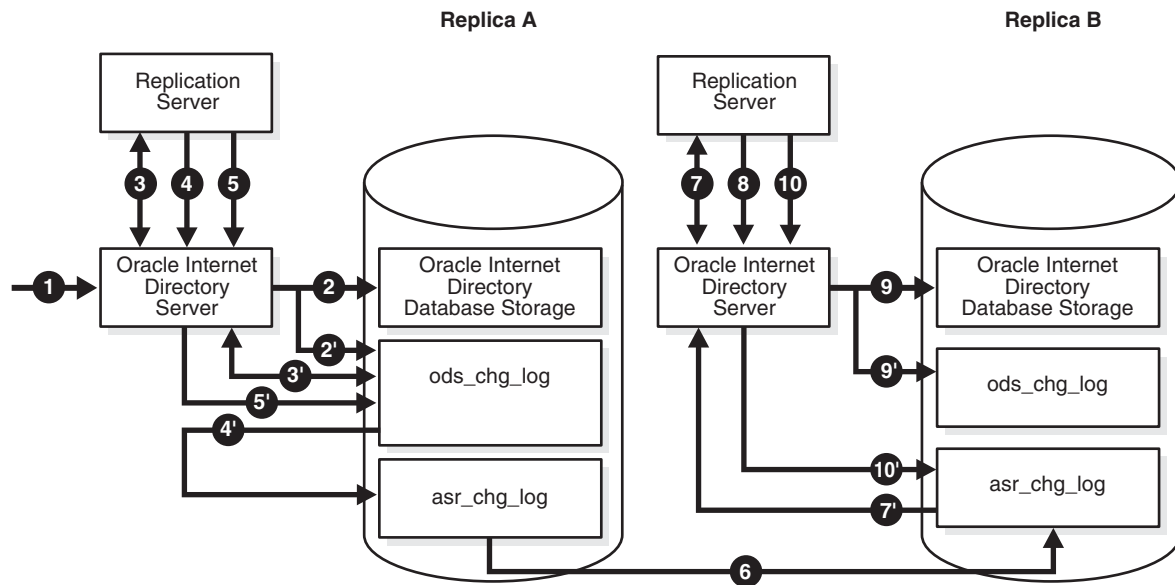 Replica A
Replica B
Replication
Server
Replication
Server
3
4
5
7
8
10
1
Oracle Internet
Directory
Server
2
Oracle Internet
Directory
Database Storage
Oracle Internet
Directory
Server
9
Oracle Internet
Directory
Database Storage
2'
3'
5'
4'
ods_chg_log
9'
ods_chg_log
asr_chg_log
10'
7'
asr_chg_log
6